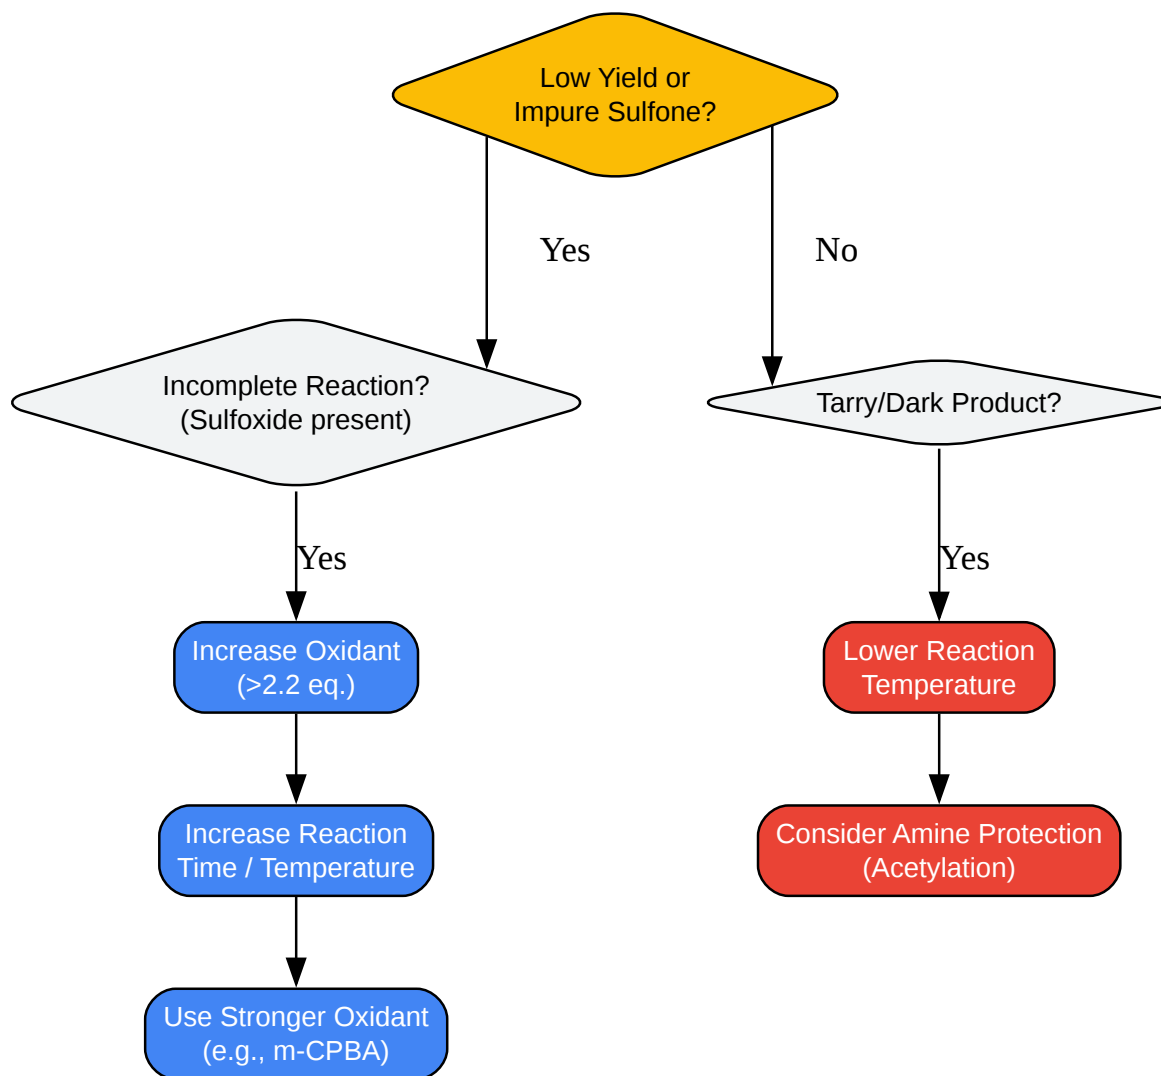 Low Yield or
Impure Sulfone?
Yes
No
Incomplete Reaction?
(Sulfoxide present)
Tarry/Dark Product?
Yes
Yes
Increase Oxidant
(>2.2 eq.)
Lower Reaction
Temperature
Increase Reaction
Time / Temperature
Consider Amine Protection
(Acetylation)
Use Stronger Oxidant
(e.g., m-CPBA)